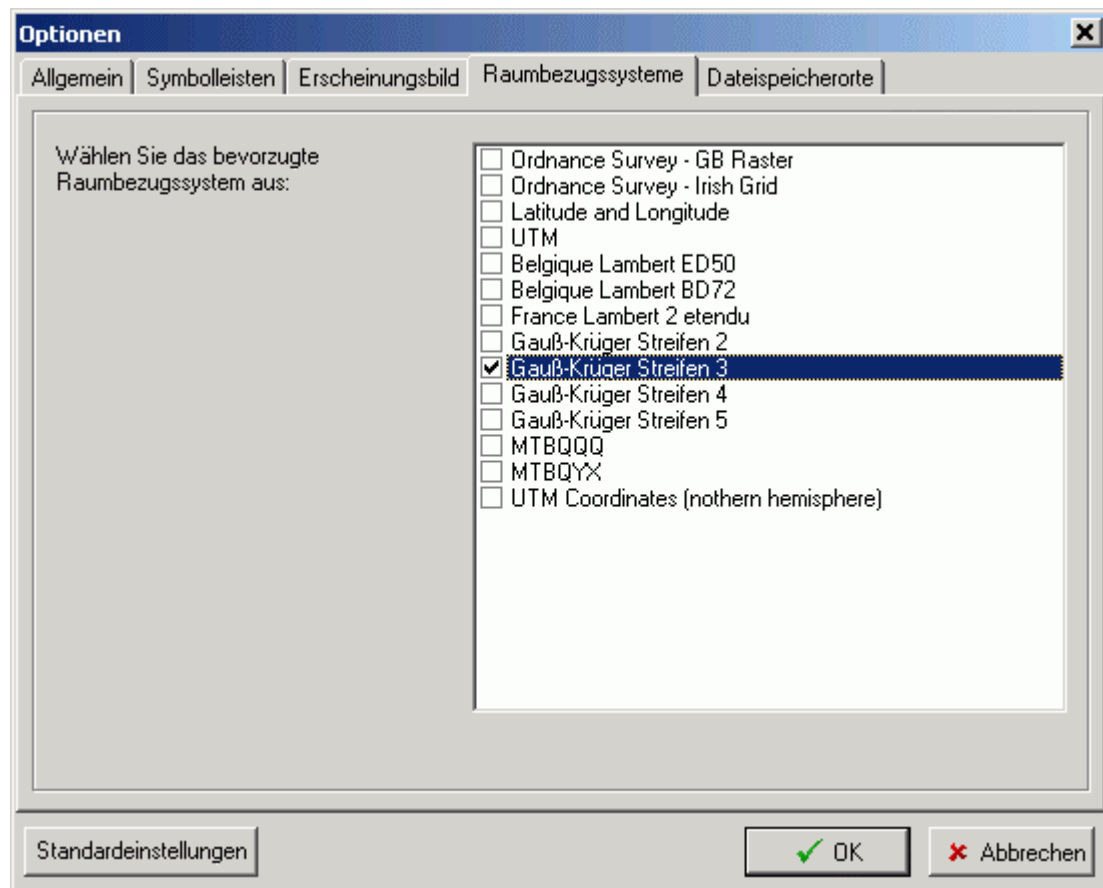 Optionen
Allgemein Symbolleisten Erscheinungsbild Raumbezugssysteme Dateispeicherorte
Wählen Sie das bevorzugte
Raumbezugssystem aus:
Ordnance Survey - GB Raster
Ordnance Survey - Irish Grid
Latitude and Longitude
UTM
Belgique Lambert ED50
Belgique Lambert BD72
France Lambert 2 etendu
Gauß-Krüger Streifen 2
Gauß-Krüger Streifen 3
Gauß-Krüger Streifen 4
Gauß-Krüger Streifen 5
MTBQQQ
MTBQYX
UTM Coordinates (nothern hemisphere)
Standardeinstellungen OK Abbrechen